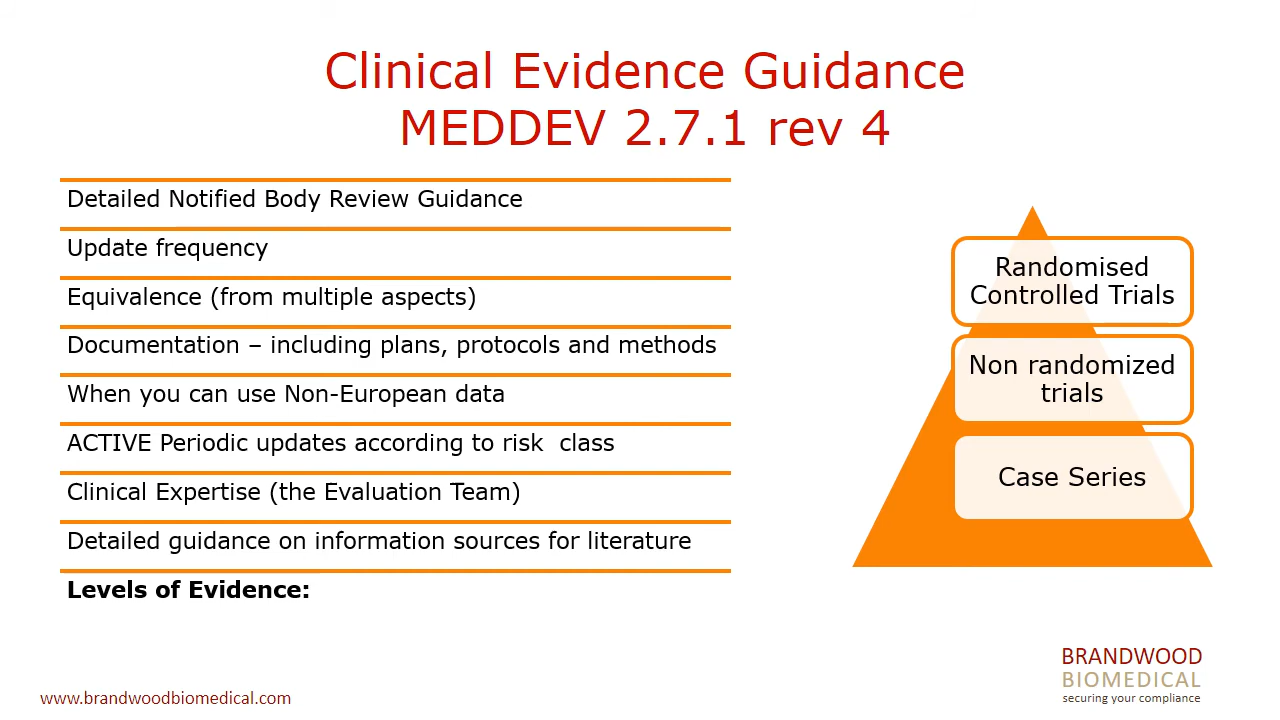 Clinical Evidence Guidance
MEDDEV 2.7.1 rev 4
Detailed Notified Body Review Guidance
Update frequency
Equivalence (from multiple aspects)
Documentation – including plans, protocols and methods
When you can use Non-European data
ACTIVE Periodic updates according to risk  class
Clinical Expertise (the Evaluation Team)
Detailed guidance on information sources for literature
Levels of Evidence:
Randomised
Controlled Trials
Non randomized
trials
Case Series
www.brandwoodbiomedical.com
BRANDWOOD
BIOMEDICAL
securing your compliance